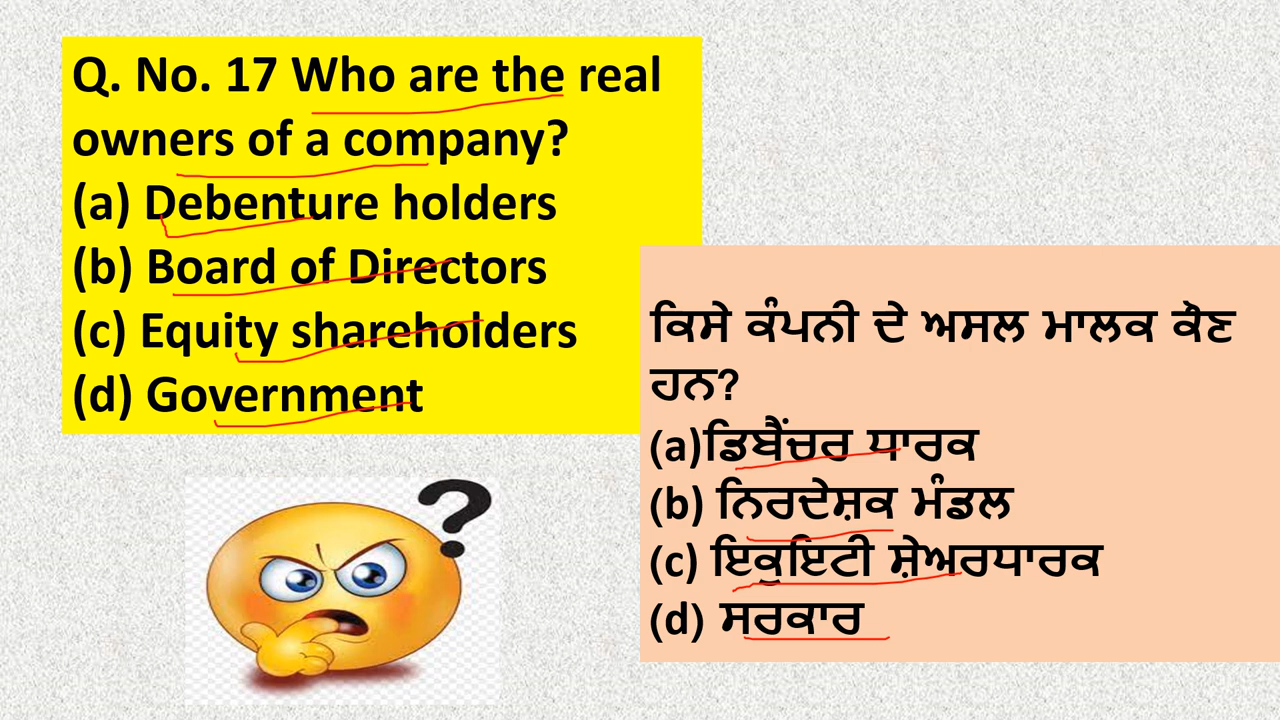 Q. No. 17 Who are the real
owners of a company?
(a) Debenture holders
(b) Board of Directors
(c) Equity shareholders
(d) Government
ਕਿਸੇ ਕੰਪਨੀ ਦੇ ਅਸਲ ਮਾਲਕ ਕੌਣ
ਹਨ?
(a)ਡਿਬੈਂਚਰ ਧਾਰਕ
(b) ਨਿਰਦੇਸ਼ਕ ਮੰਡਲ
(c) ਇਕੁਇਟੀ ਸ਼ੇਅਰਧਾਰਕ
(d) ਸਰਕਾਰ